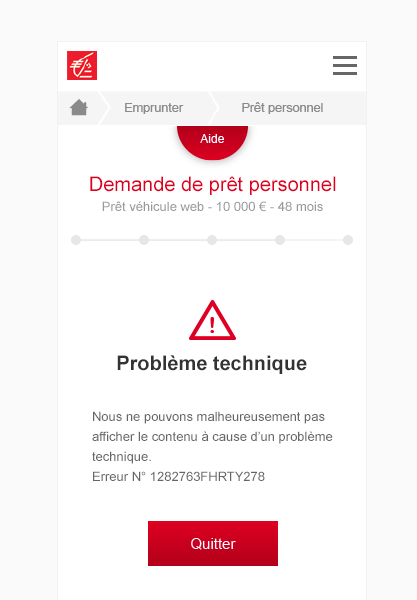 Emprunter
Prêt personnel
Aide
Demande de prêt personnel
Prêt véhicule web - 10 000 € - 48 mois
Problème technique
Nous ne pouvons malheureusement pas
afficher le contenu à cause d'un problème
technique.
Erreur N° 1282763FHRTY278
Quitter